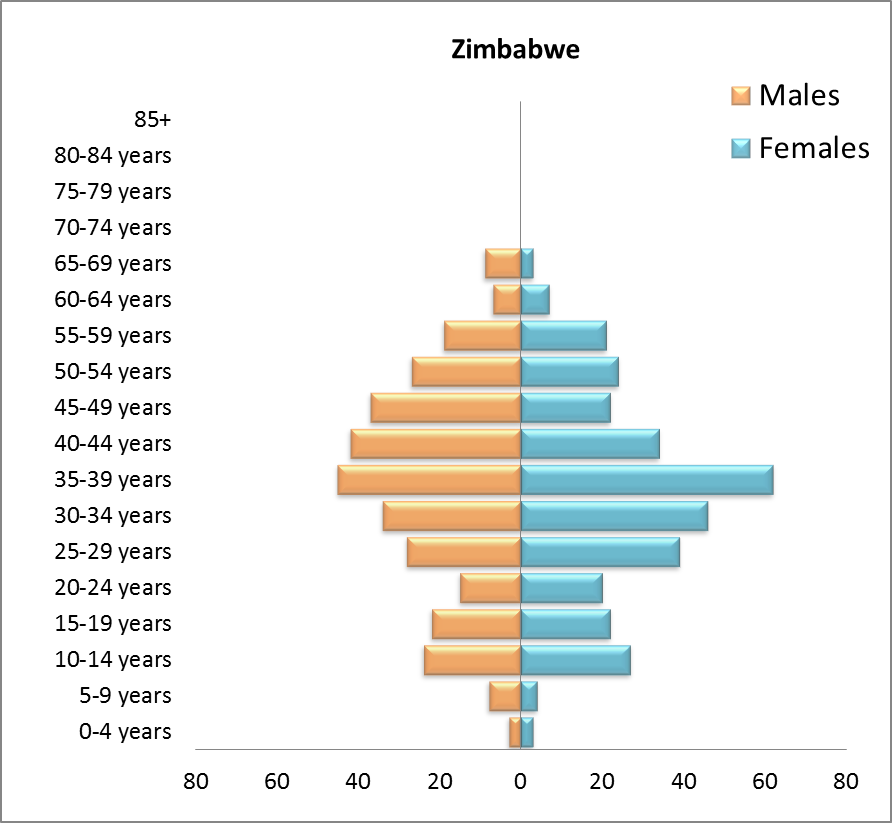 Zimbabwe
Males
Females
85+
80-84 years
75-79 years
70-74 years
65-69 years
60-64 years
55-59 years
50-54 years
45-49 years
40-44 years
35-39 years
30-34 years
25-29 years
20-24 years
15-19 years
10-14 years
5-9 years
0-4 years
80 60 40 20 0 20 40 60 80